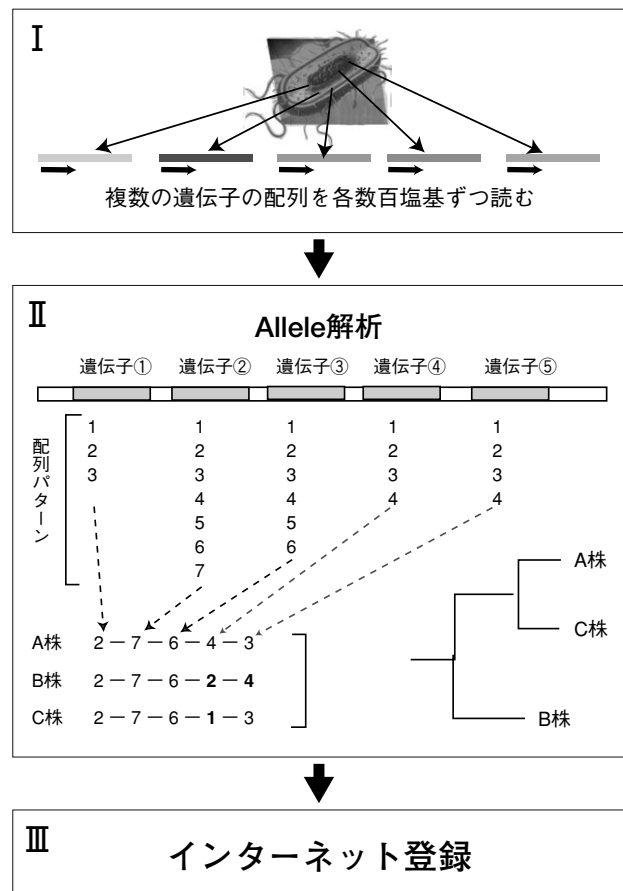 Ⅰ
複数の遺伝子の配列を各数百塩基ずつ読む
Ⅱ
Allele解析
遺伝子① 遺伝子② 遺伝子③ 遺伝子④ 遺伝子⑤
配列パターン
1 1 1 1 1
2 2 2 2 2
3 3 3 3 3
4 4 4 4
5 5
6 6
7
A株 2 − 7 − 6 − 4 − 3
B株 2 − 7 − 6 − 2 − 4
C株 2 − 7 − 6 − 1 − 3
A株
C株
B株
Ⅲ
インターネット登録